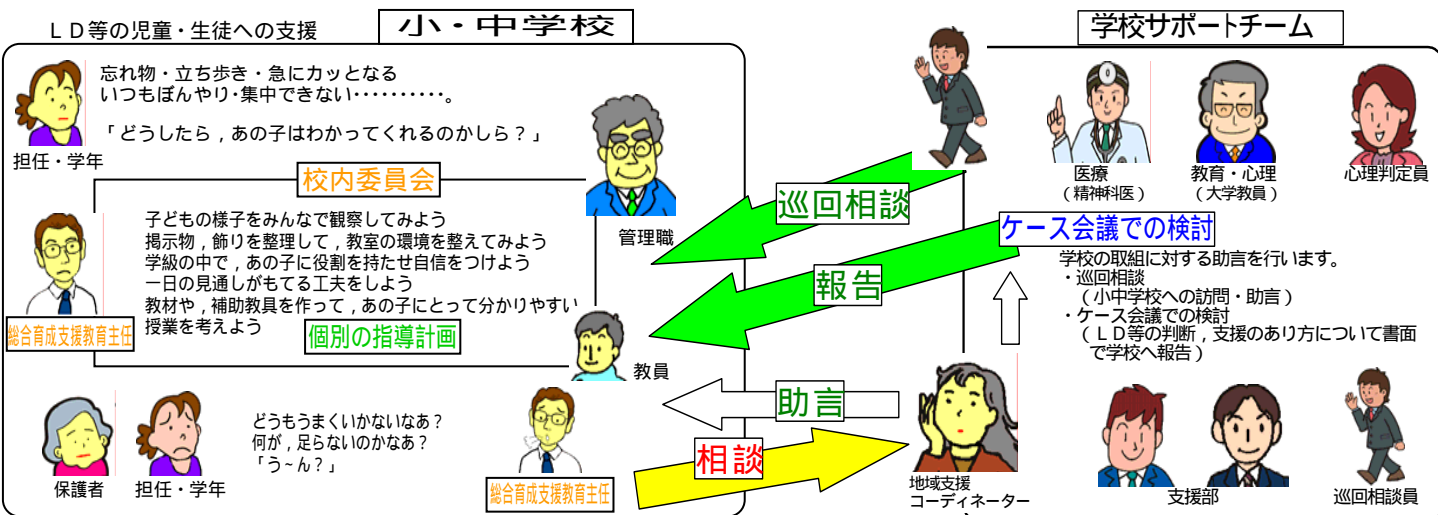 ＬＤ等の児童・生徒への支援
小・中学校
忘れ物・立ち歩き・急にカッとなる
いつもぼんやり・集中できない・・・・・・・・・・。
「どうしたら，あの子はわかってくれるのかしら？」
担任・学年
校内委員会
管理職
子どもの様子をみんなで観察してみよう
掲示物，飾りを整理して，教室の環境を整えてみよう
学級の中で，あの子に役割を持たせ自信をつけよう
一日の見通しがもてる工夫をしよう
教材や，補助教具を作って，あの子にとって分かりやすい
授業を考えよう
総合育成支援教育主任
個別の指導計画
教員
どうもうまくいかないなあ？
何が，足らないのかなあ？
「う~ん？」
保護者
担任・学年
総合育成支援教育主任
巡回相談
報告
助言
相談
地域支援
コーディネーター
学校サポートチーム
医療
（精神科医）
教育・心理
（大学教員）
心理判定員
ケース会議での検討
学校の取組に対する助言を行います。
・巡回相談
（小中学校への訪問・助言）
・ケース会議での検討
（ＬＤ等の判断，支援のあり方について書面
で学校へ報告）
支援部
巡回相談員